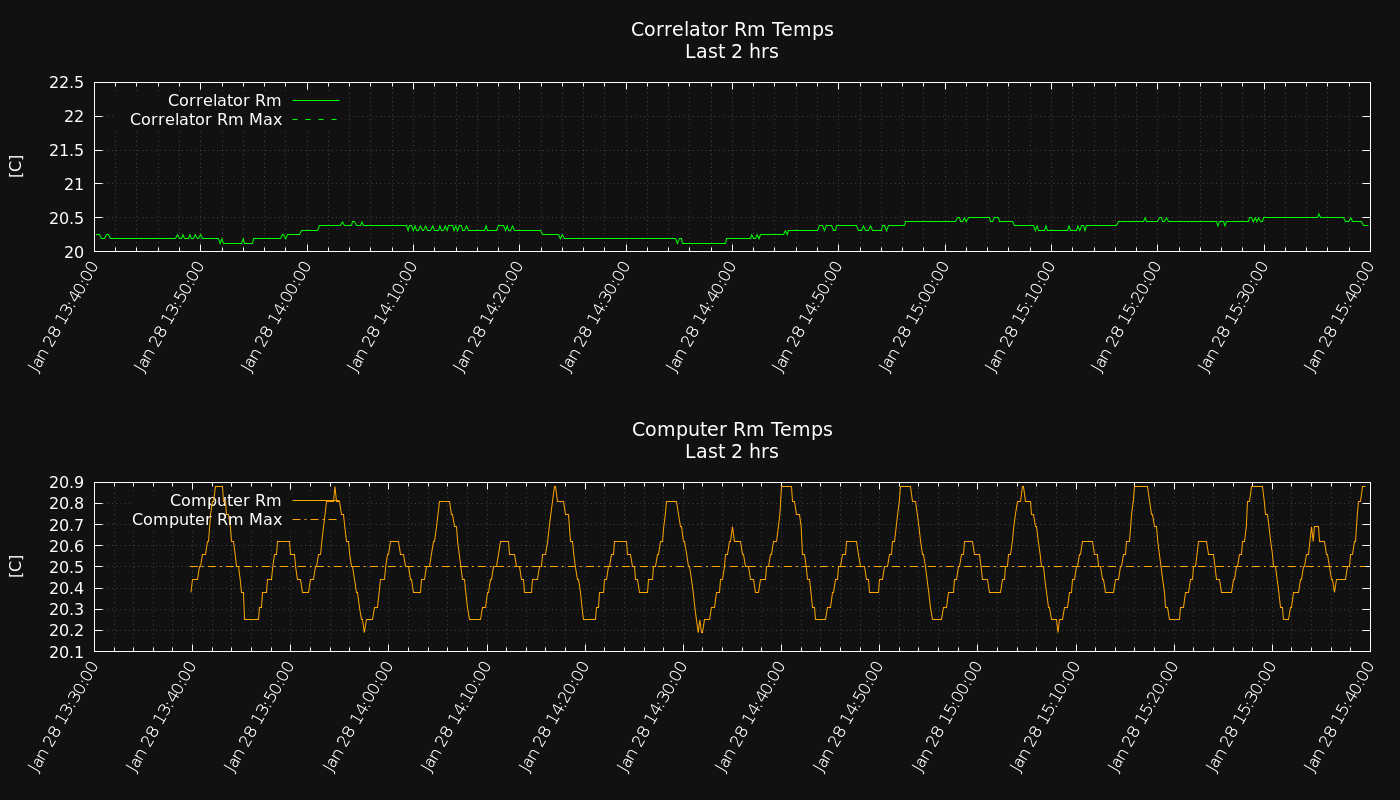 Correlator Rm Temps
Last 2 hrs
22.5
22
21.5
21
20.5
20
[C]
Correlator Rm
Correlator Rm Max
Jan 28 13:40:00
Jan 28 13:50:00
Jan 28 14:00:00
Jan 28 14:10:00
Jan 28 14:20:00
Jan 28 14:30:00
Jan 28 14:40:00
Jan 28 14:50:00
Jan 28 15:00:00
Jan 28 15:10:00
Jan 28 15:20:00
Jan 28 15:30:00
Jan 28 15:40:00
Computer Rm Temps
Last 2 hrs
20.9
20.8
20.7
20.6
20.5
20.4
20.3
20.2
20.1
[C]
Computer Rm
Computer Rm Max
Jan 28 13:30:00
Jan 28 13:40:00
Jan 28 13:50:00
Jan 28 14:00:00
Jan 28 14:10:00
Jan 28 14:20:00
Jan 28 14:30:00
Jan 28 14:40:00
Jan 28 14:50:00
Jan 28 15:00:00
Jan 28 15:10:00
Jan 28 15:20:00
Jan 28 15:30:00
Jan 28 15:40:00